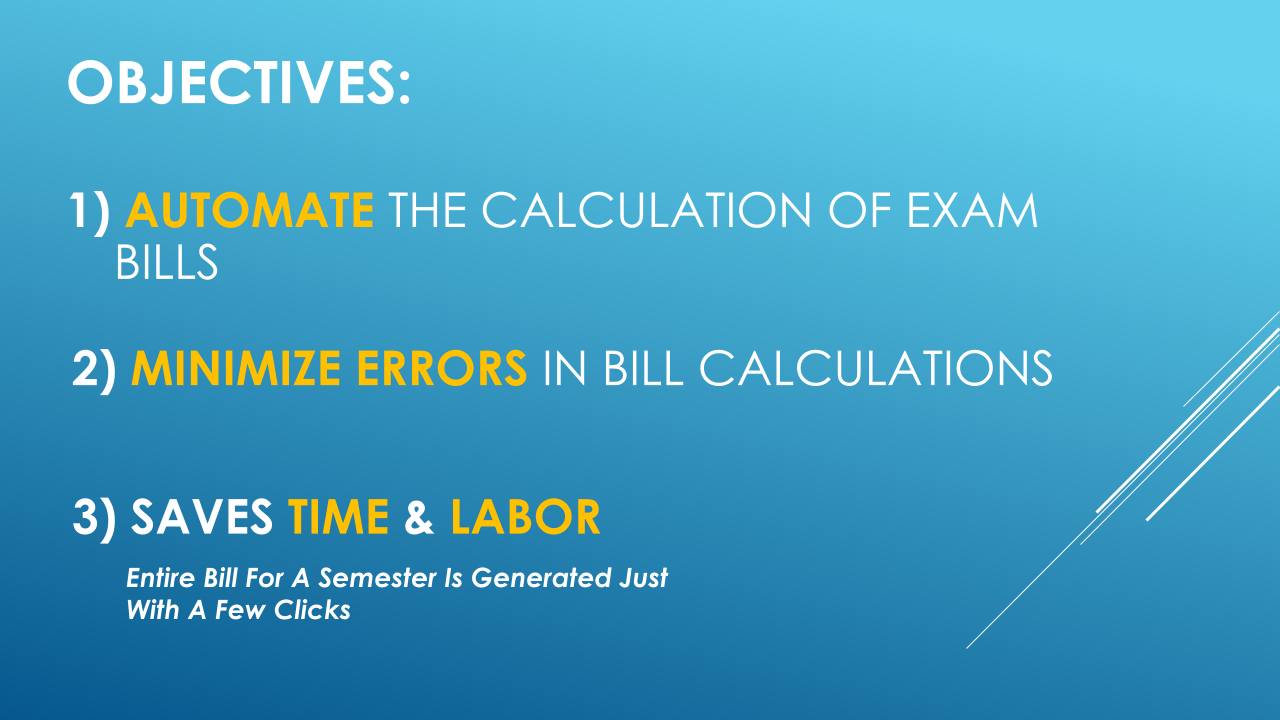 OBJECTIVES:
1) AUTOMATE THE CALCULATION OF EXAM
BILLS
2) MINIMIZE ERRORS IN BILL CALCULATIONS
3) SAVES TIME & LABOR
Entire Bill For A Semester Is Generated Just
With A Few Clicks